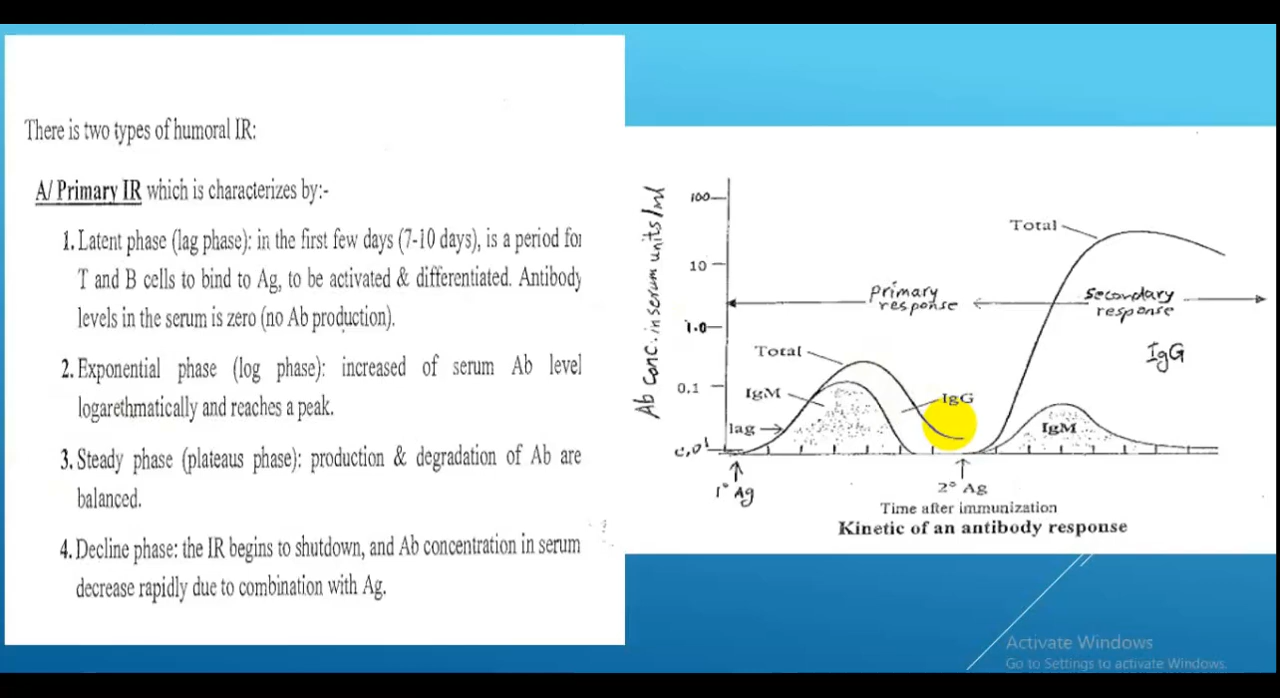 There is two types of humoral IR:
A/ Primary IR which is characterizes by:-
1. Latent phase (lag phase): in the first few days (7-10 days), is a period for
T and B cells to bind to Ag, to be activated & differentiated. Antibody
levels in the serum is zero (no Ab production).
2. Exponential phase (log phase): increased of serum Ab level
logarethmatically and reaches a peak.
3. Steady phase (plateaus phase): production & degradation of Ab are
balanced.
4. Decline phase: the IR begins to shutdown, and Ab concentration in serum
decrease rapidly due to combination with Ag.
Ab Conc. in serum units/ml
100
10
1.0
0.1
0,01
Total
Primary
response
Secondary
response
IgG
Total
IgM
IgG
lag
IgM
1° Ag
2° Ag
Time after immunization
Kinetic of an antibody response
Activate Windows
Go to Settings to activate Windows.